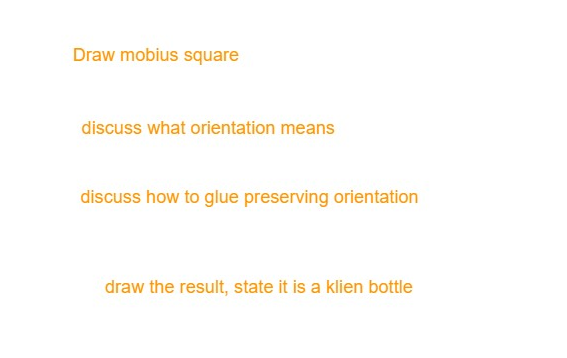 Draw mobius square
discuss what orientation means
discuss how to glue preserving orientation
draw the result, state it is a klien bottle